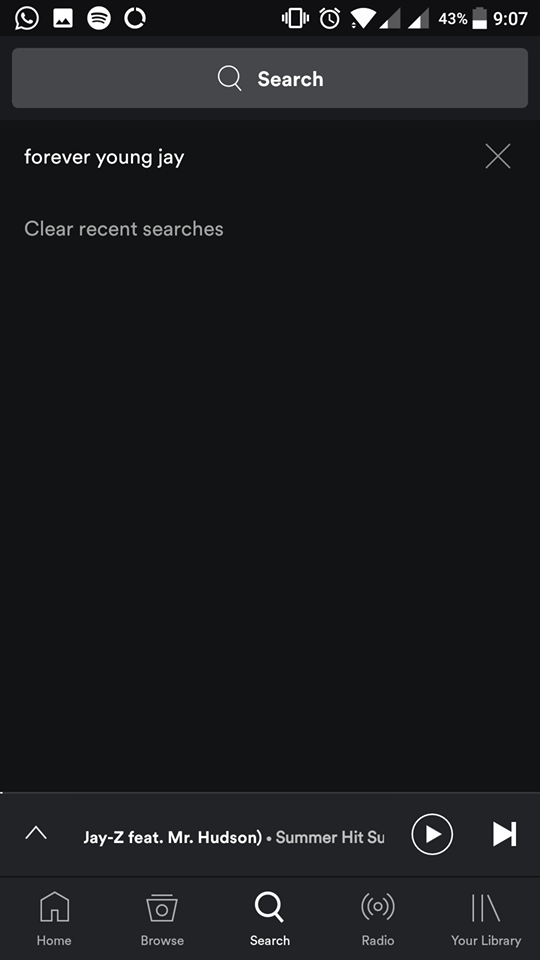 43% 9:07
Search
forever young jay
Clear recent searches
Jay-Z feat. Mr. Hudson) • Summer Hit Su
Home Browse Search Radio Your Library